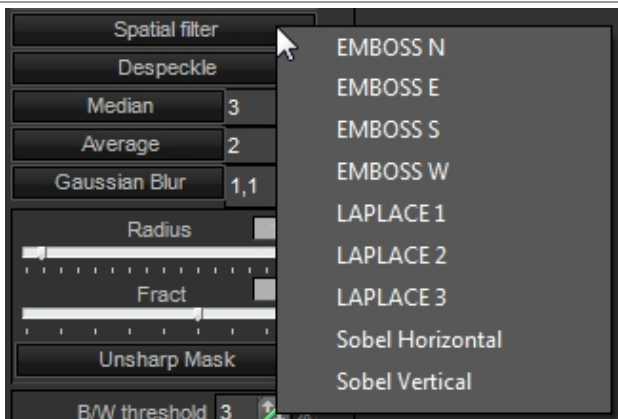 Spatial filter
Despeckle
Median 3
Average 2
Gaussian Blur 1,1
Radius
Fract
Unsharp Mask
B/W threshold 3
EMBOSS N
EMBOSS E
EMBOSS S
EMBOSS W
LAPLACE 1
LAPLACE 2
LAPLACE 3
Sobel Horizontal
Sobel Vertical